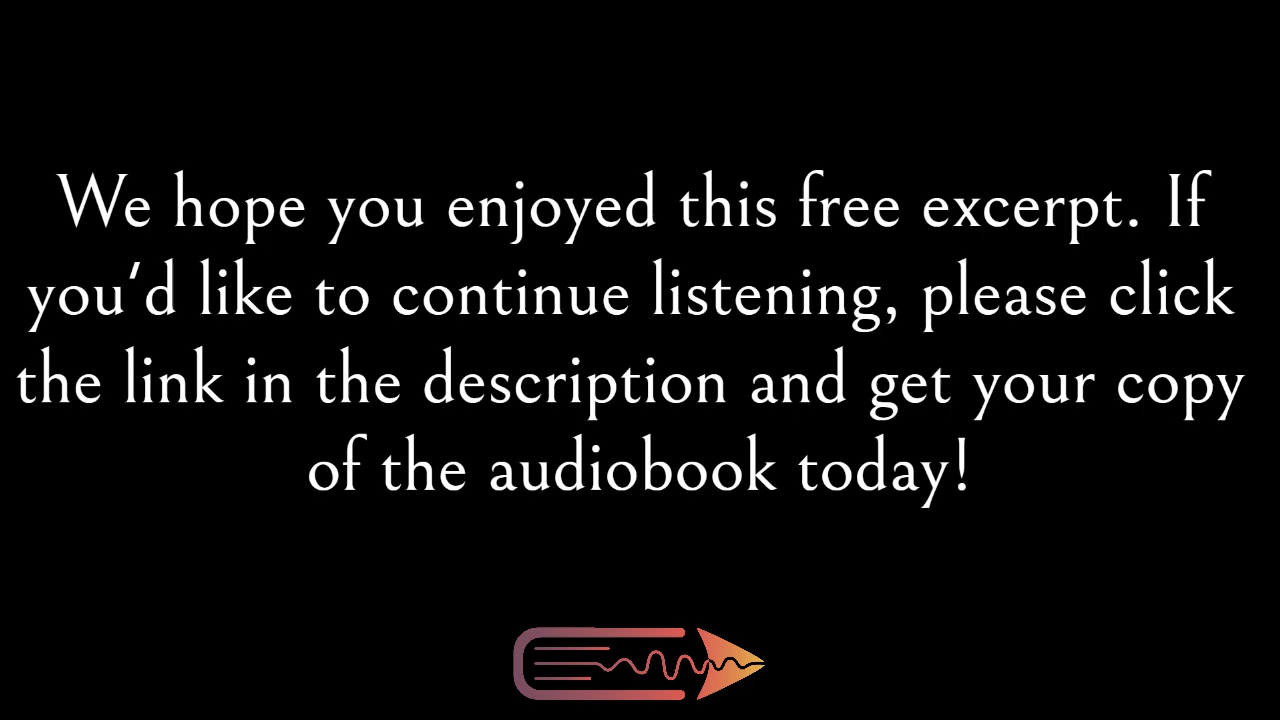 We hope you enjoyed this free excerpt. If
you'd like to continue listening, please click
the link in the description and get your copy
of the audiobook today!